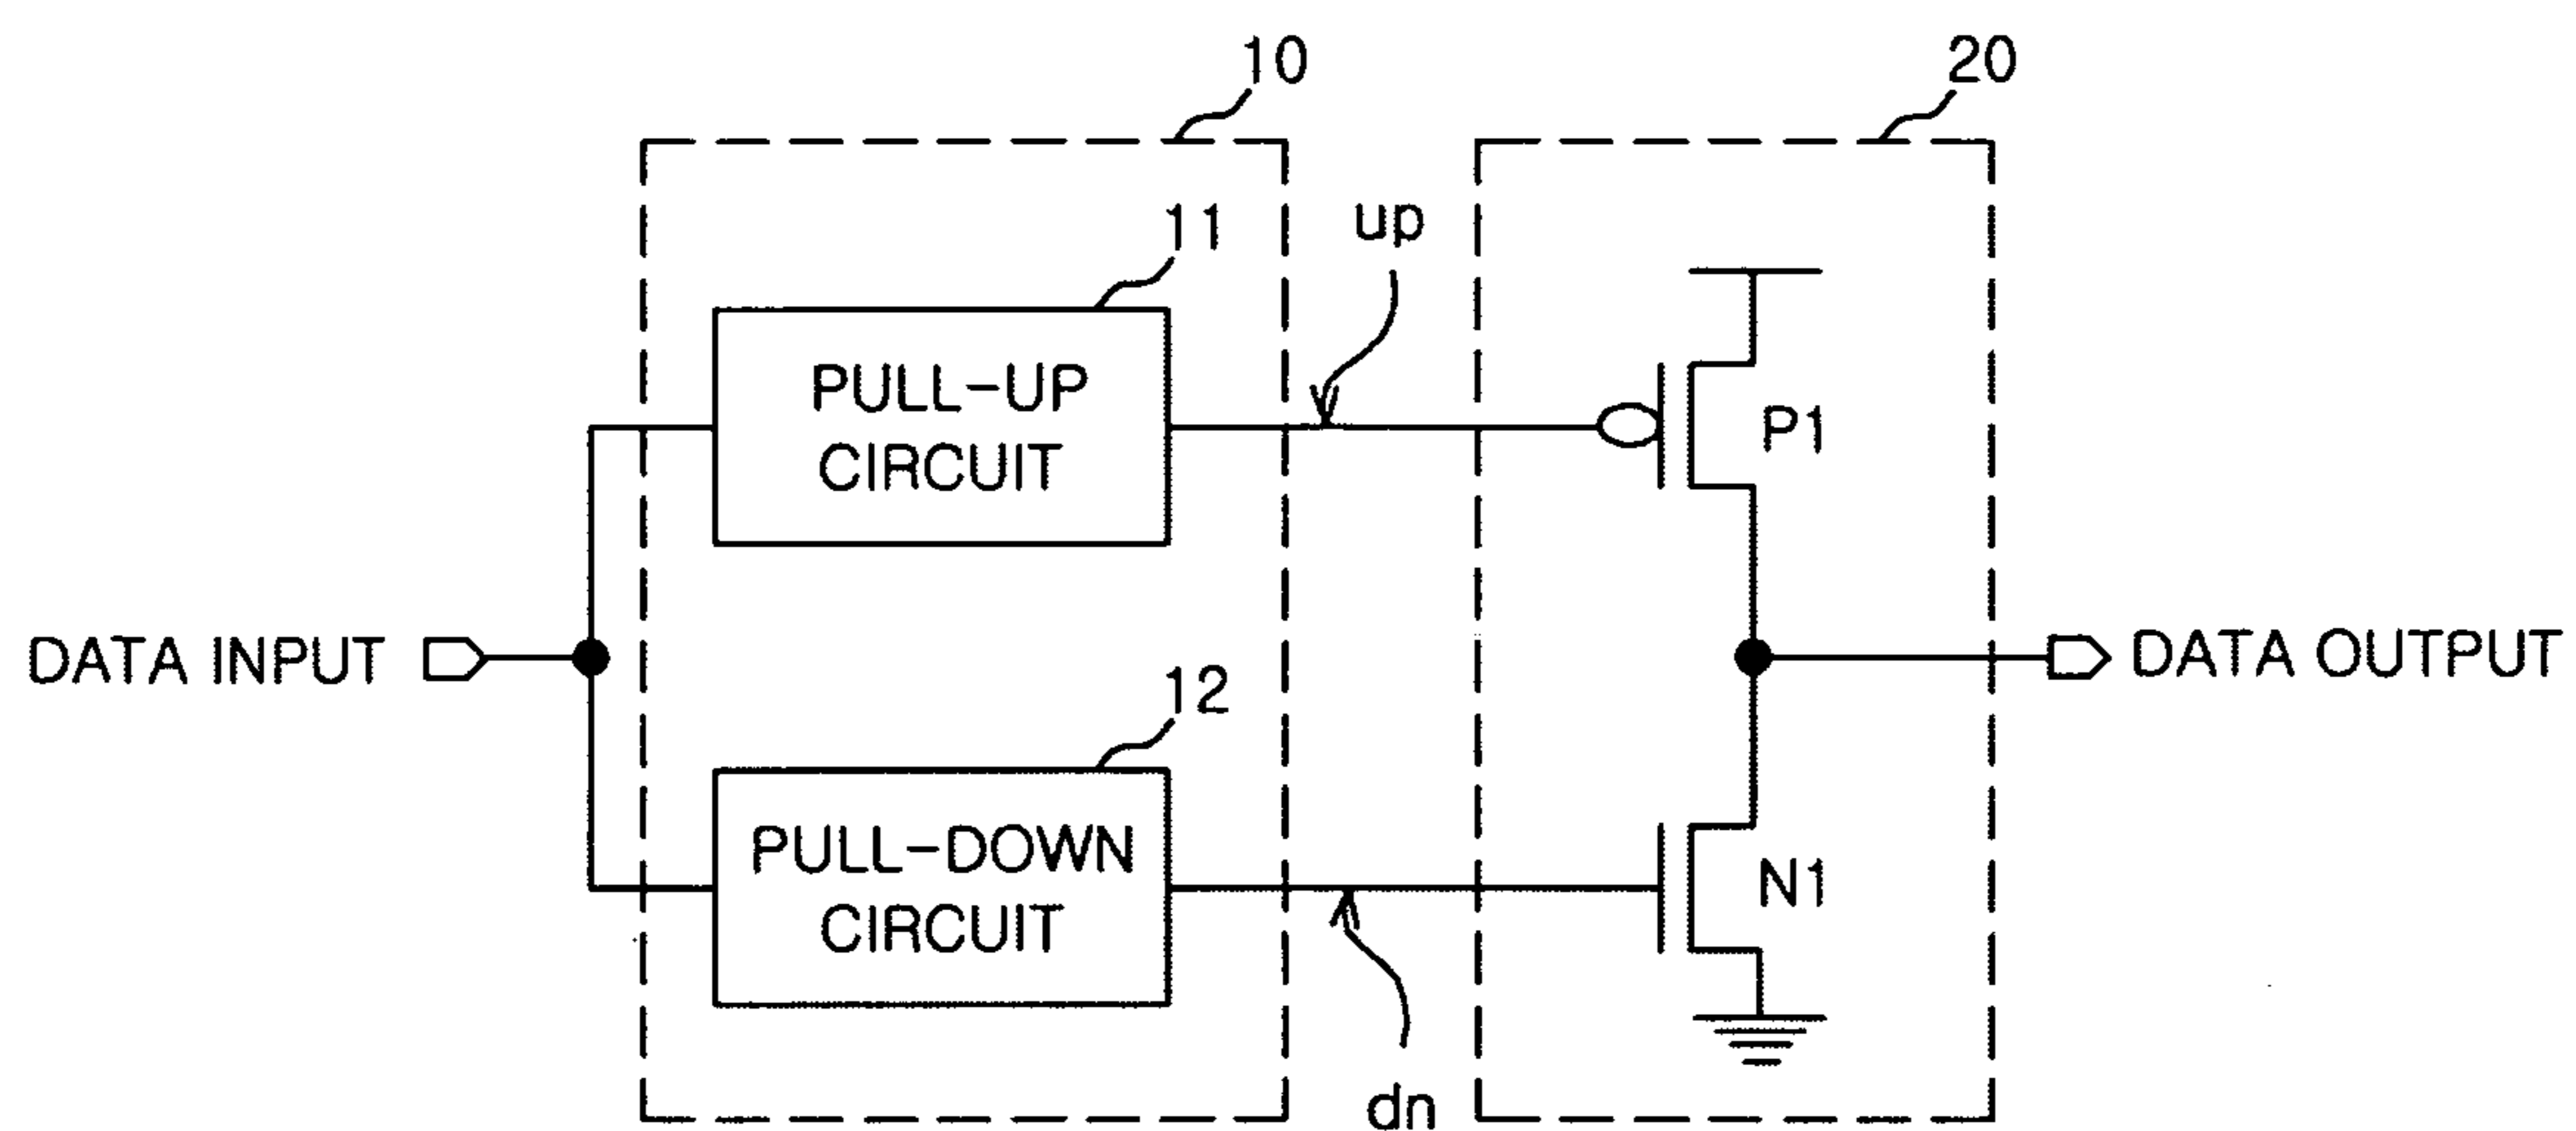 10
20
11
up
PULL-UP
CIRCUIT
P1
DATA INPUT
DATA OUTPUT
12
PULL-DOWN
CIRCUIT
N1
dn